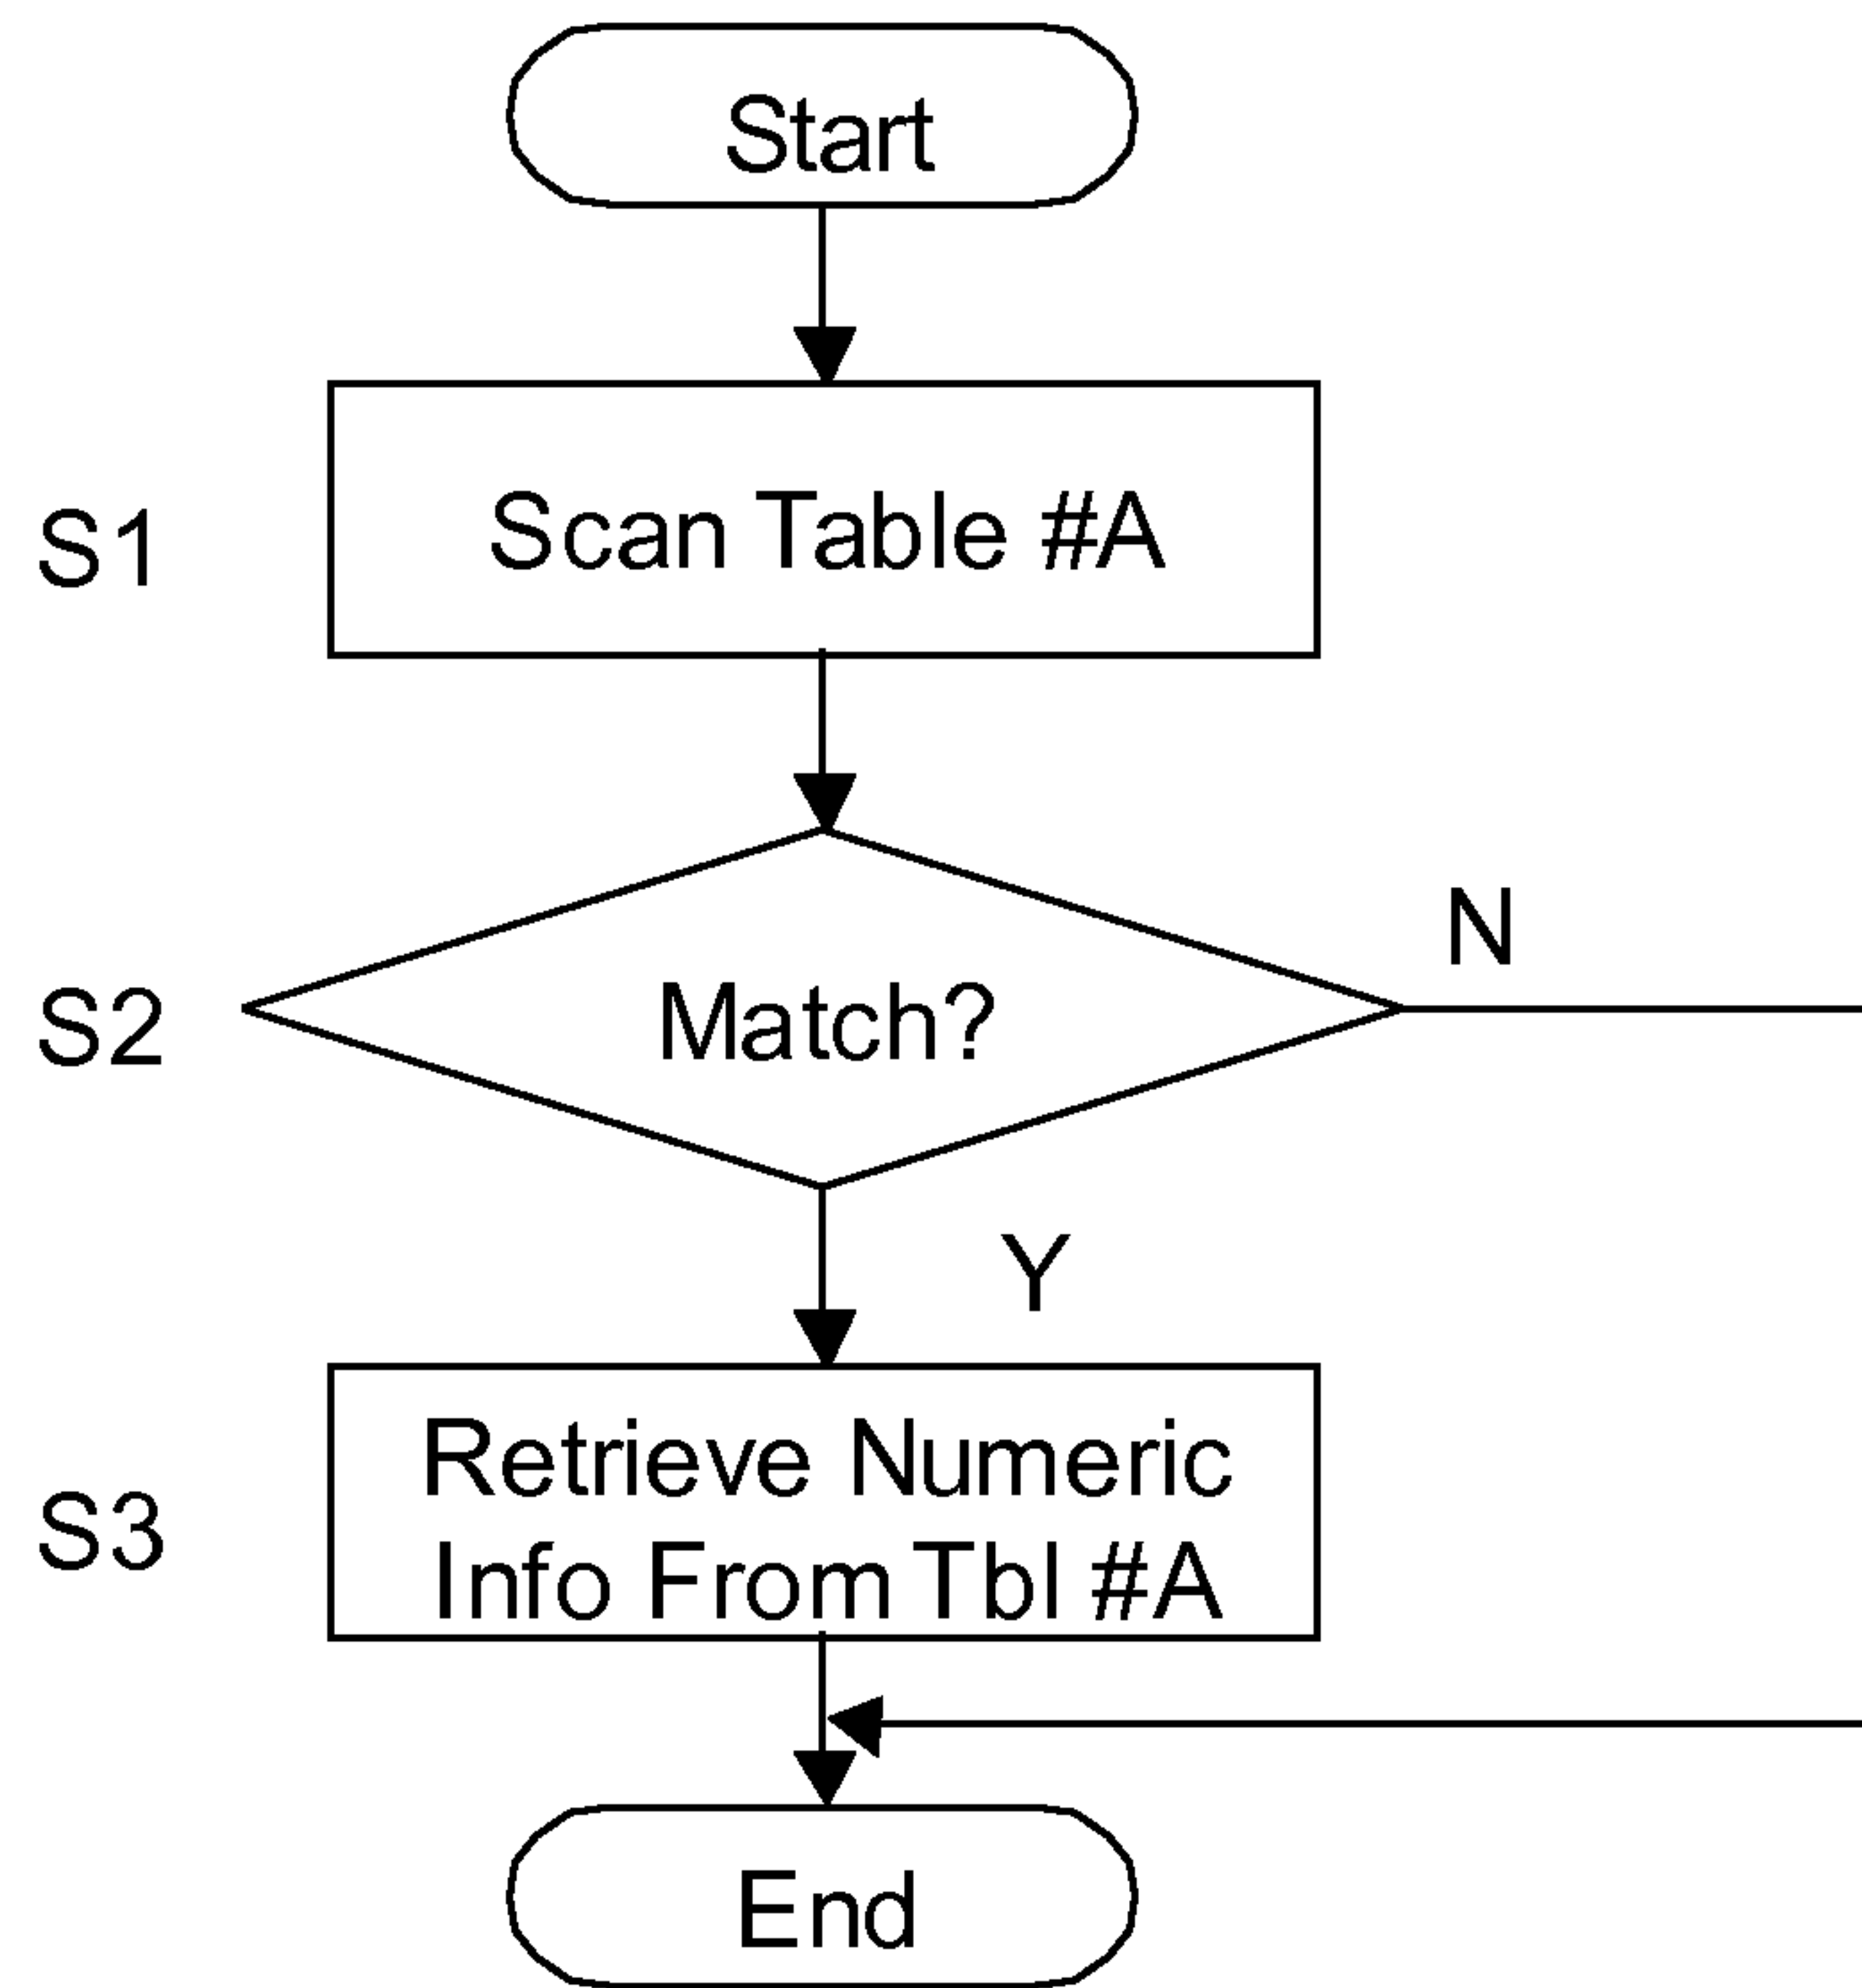 Start
S1
Scan Table #A
N
S2
Match?
Y
S3
Retrieve Numeric
Info From Tbl #A
End